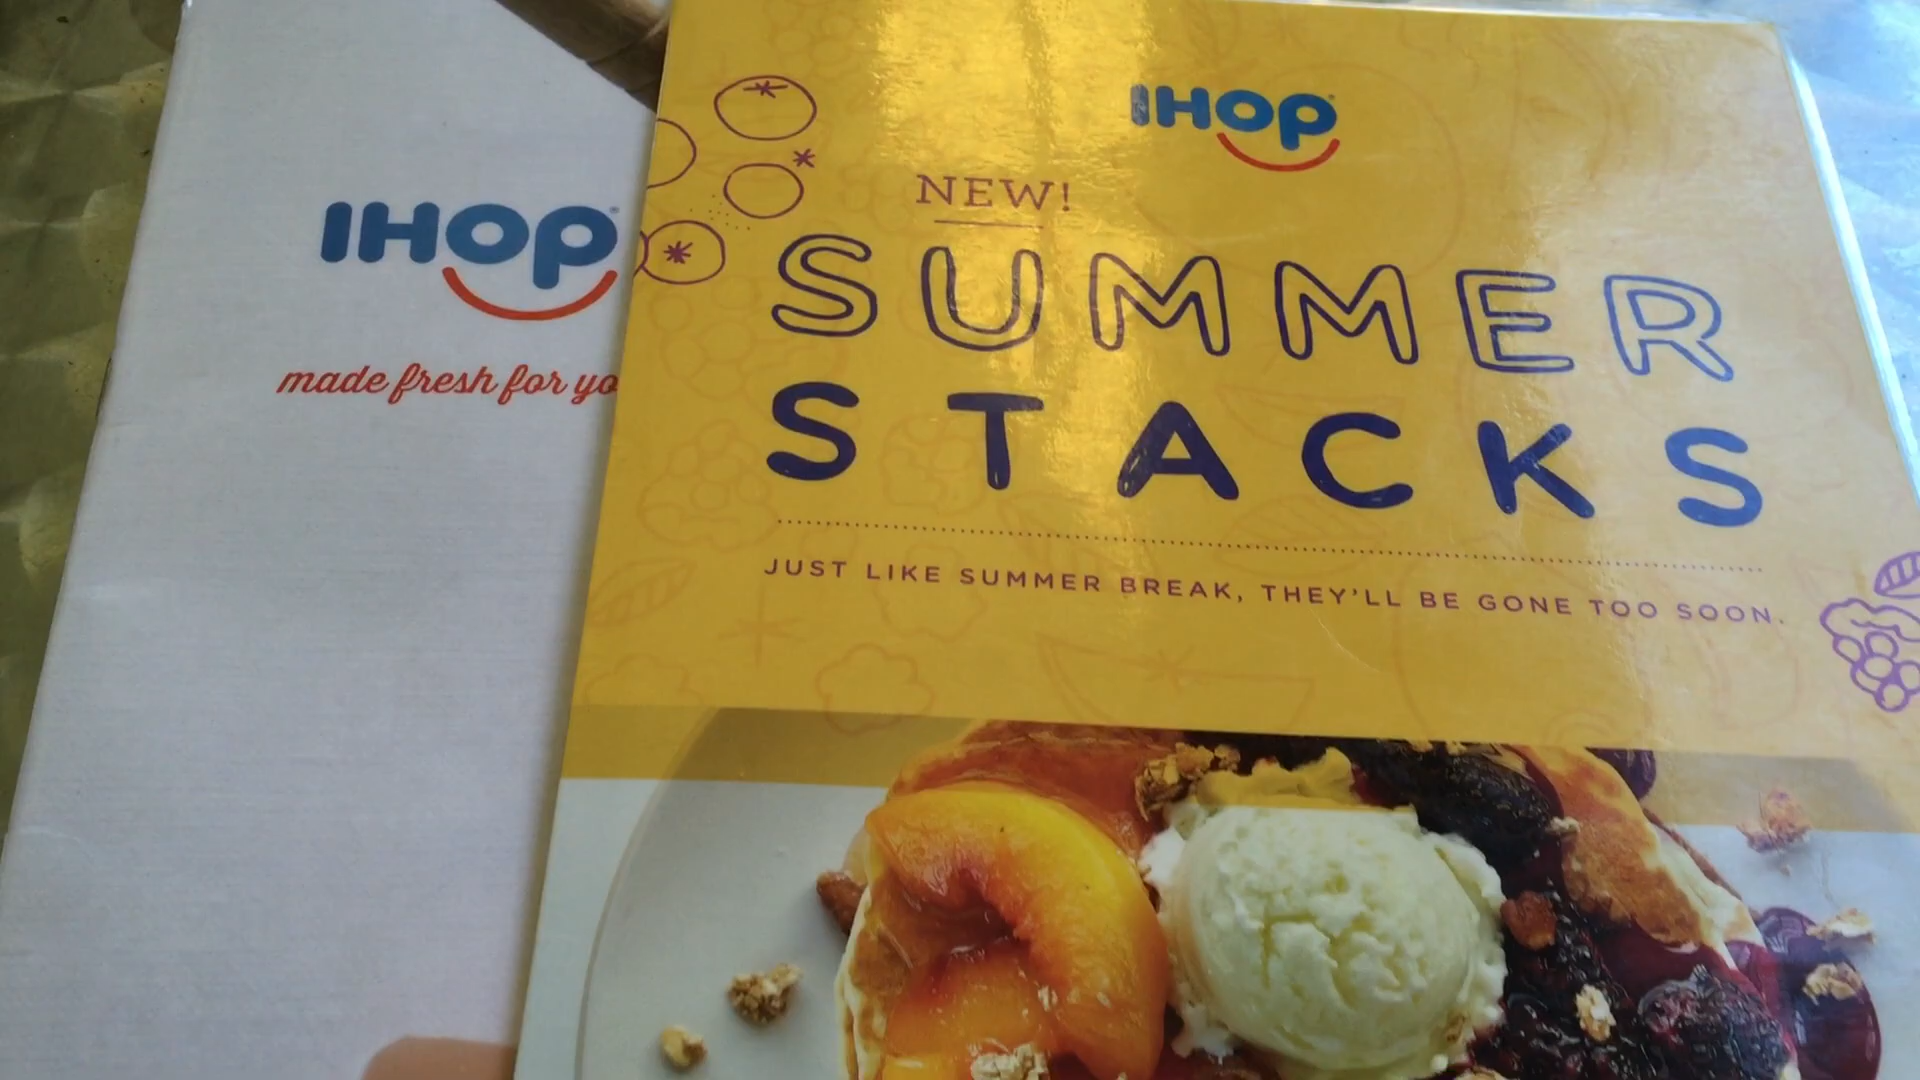 IHOP
made fresh for yo
IHOP
NEW!
SUMMER
STACKS
JUST LIKE SUMMER BREAK, THEY'LL BE GONE TOO SOON.